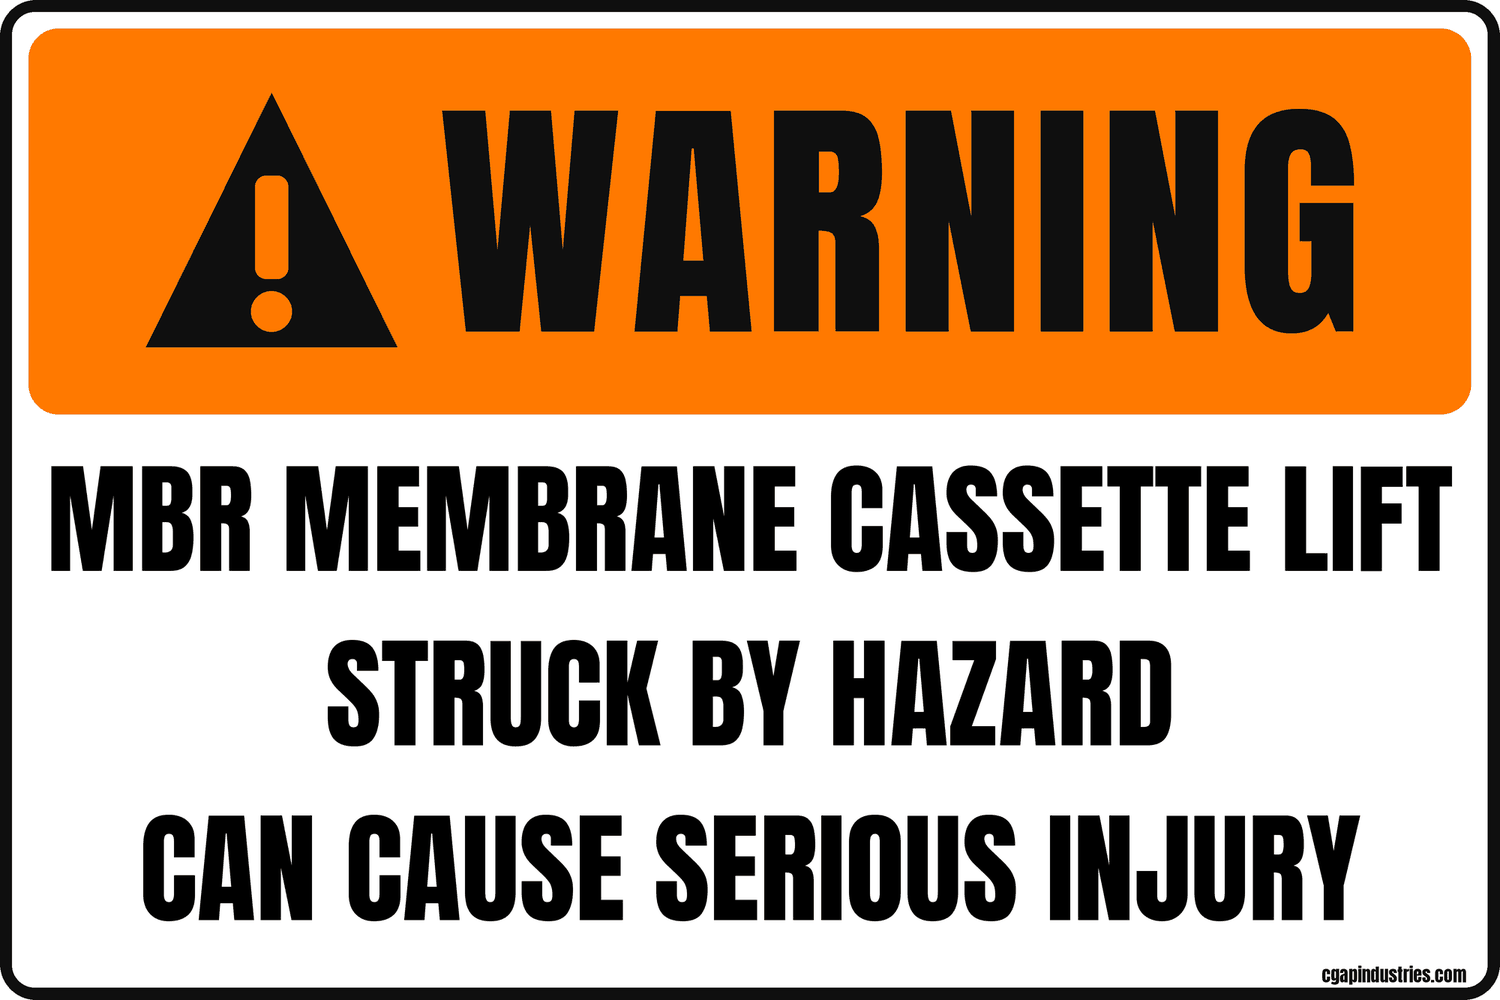 WARNING
MBR MEMBRANE CASSETTE LIFT
STRUCK BY HAZARD
CAN CAUSE SERIOUS INJURY
cgapindustries.com